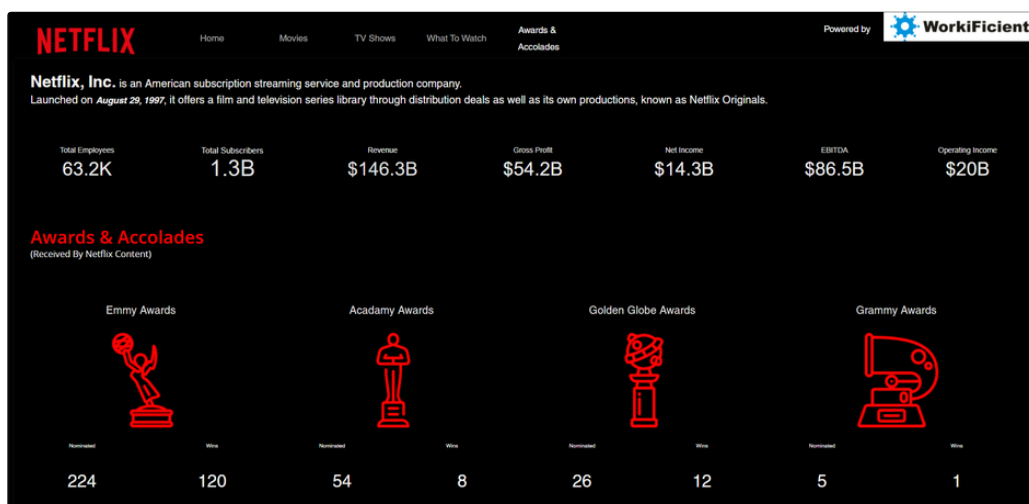 NETFLIX
Home
Movies
TV Shows
What To Watch
Awards &
Accolades
Powered by
WorkiFicient
Netflix, Inc. is an American subscription streaming service and production company.
Launched on August 29, 1997, it offers a film and television series library through distribution deals as well as its own productions, known as Netflix Originals.
Total Employees
63.2K
Total Subscribers
1.3B
Revenue
$146.3B
Gross Profit
$54.2B
Net Income
$14.3B
EBITDA
$86.5B
Operating Income
$20B
Awards & Accolades
(Received By Netflix Content)
Emmy Awards
Nominated
224
Wins
120
Acadamy Awards
Nominated
54
Wins
8
Golden Globe Awards
Nominated
26
Wins
12
Grammy Awards
Nominated
5
Wins
1